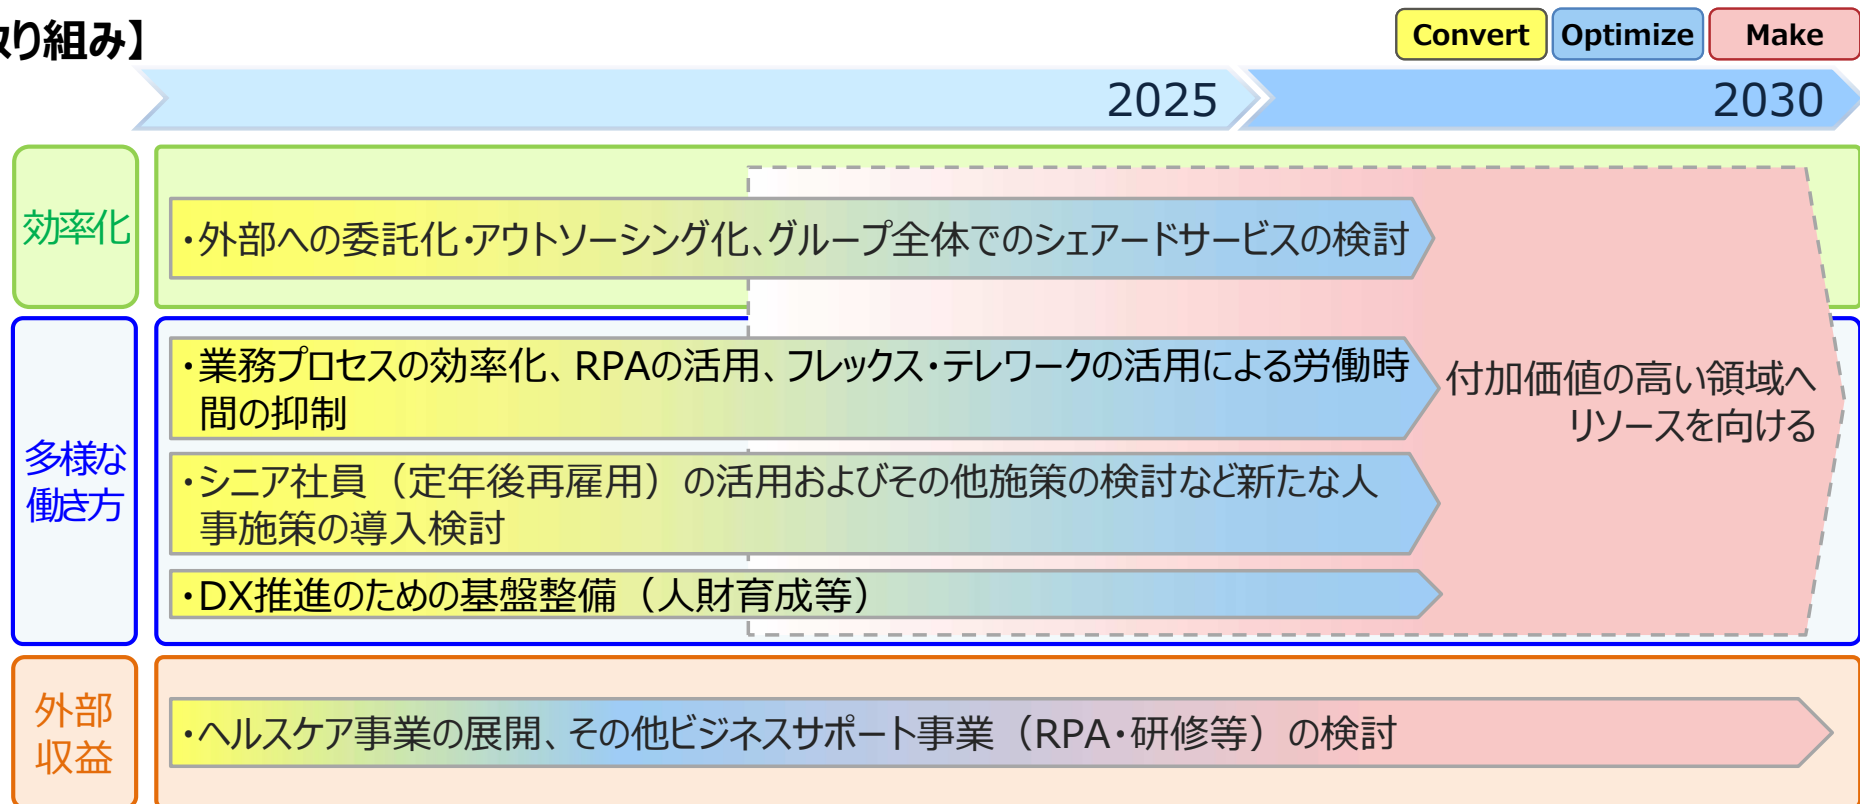 り組み】
Convert
Optimize
Make
2025
2030
効率化
・外部への委託化・アウトソーシング化、グループ全体でのシェアードサービスの検討
多様な
働き方
・業務プロセスの効率化、RPAの活用、フレックス・テレワークの活用による労働時
間の抑制
・シニア社員（定年後再雇用）の活用およびその他施策の検討など新たな人
事施策の導入検討
・DX推進のための基盤整備（人財育成等）
付加価値の高い領域へ
リソースを向ける
外部
収益
・ヘルスケア事業の展開、その他ビジネスサポート事業（RPA・研修等）の検討